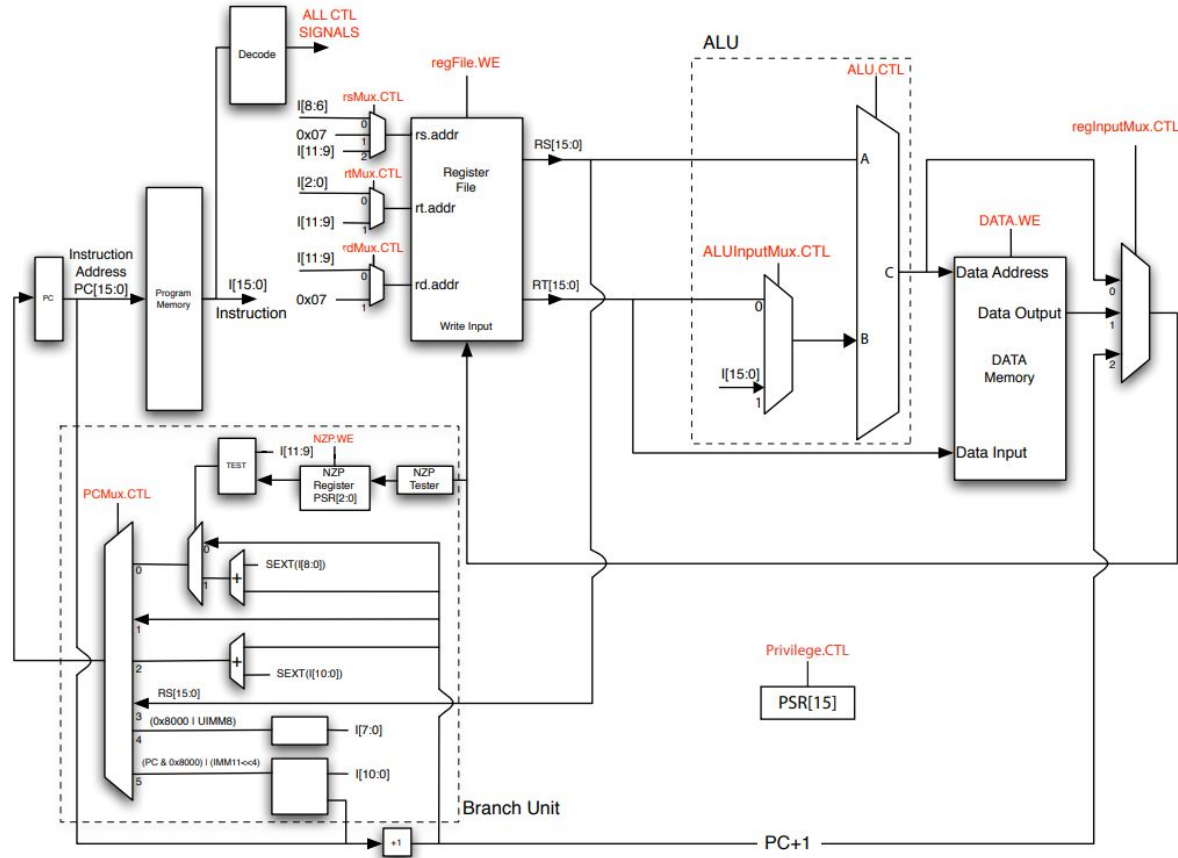 ALL CTL
SIGNALS
Decode
ALU
regFile.WE
ALU.CTL
rsMux.CTL
I[8:6]
0
0x07
1
I[11:9]
2
rs.addr
RS[15:0]
A
regInputMux.CTL
Register
File
rtMux.CTL
I[2:0]
0
rt.addr
I[11:9]
1
DATA.WE
Instruction
Address
PC[15:0]
PC
Program
Memory
I[15:0]
Instruction
rdMux.CTL
I[11:9]
0
rd.addr
0x07
1
Write Input
RT[15:0]
ALUInputMux.CTL
0
I[15:0]
1
B
C
Data Address
Data Output
DATA
Memory
Data Input
0
1
2
NZP.WE
I[11:9]
TEST
NZP
Register
PSR[2:0]
NZP
Tester
PCMux.CTL
0
0
1
+
SEXT(I[8:0])
1
2
+
SEXT(I[10:0])
RS[15:0]
3
(0x8000 | UIMM8)
4
I[7:0]
(PC & 0x8000) | (IMM11<<4)
5
I[10:0]
Branch Unit
Privilege.CTL
PSR[15]
+1
PC+1